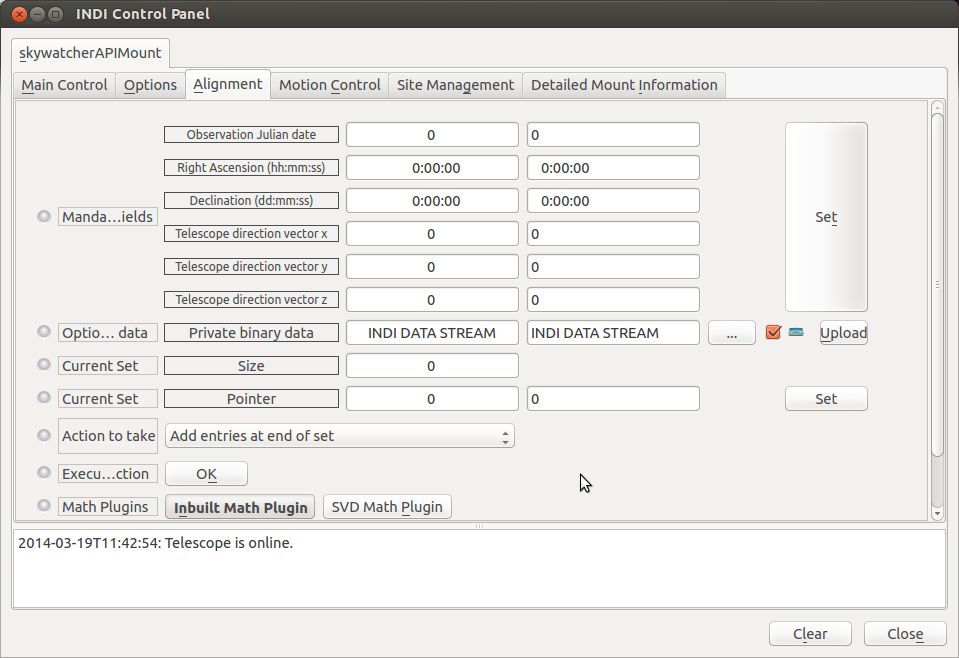 INDI Control Panel
skywatcherAPIMount
Main Control Options Alignment Motion Control Site Management Detailed Mount Information
Observation Julian date 0 0
Right Ascension (hh:mm:ss) 0:00:00 0:00:00
Declination (dd:mm:ss) 0:00:00 0:00:00
Manda...ields Set
Telescope direction vector x 0 0
Telescope direction vector y 0 0
Telescope direction vector z 0 0
Optio... data Private binary data INDI DATA STREAM INDI DATA STREAM ... Upload
Current Set Size 0
Current Set Pointer 0 0 Set
Action to take Add entries at end of set
Execu...ction OK
Math Plugins Inbuilt Math Plugin SVD Math Plugin
2014-03-19T11:42:54: Telescope is online.
Clear Close